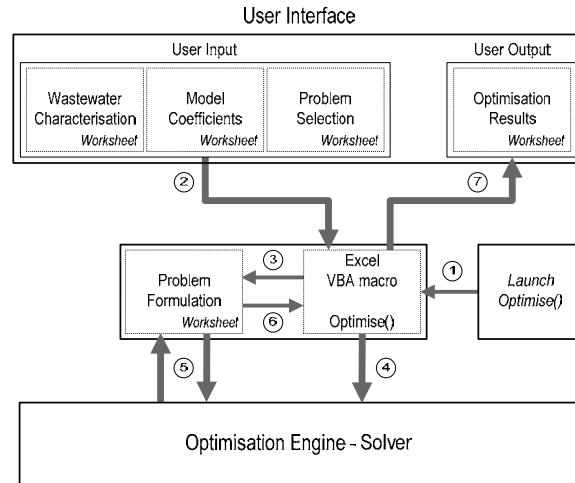 User Interface
User Input
User Output
Wastewater
Characterisation
Worksheet
Model
Coefficients
Worksheet
Problem
Selection
Worksheet
Optimisation
Results
Worksheet
2
7
Problem
Formulation
Worksheet
3
6
Excel
VBA macro
Optimise()
1
Launch
Optimise()
5
4
Optimisation Engine - Solver